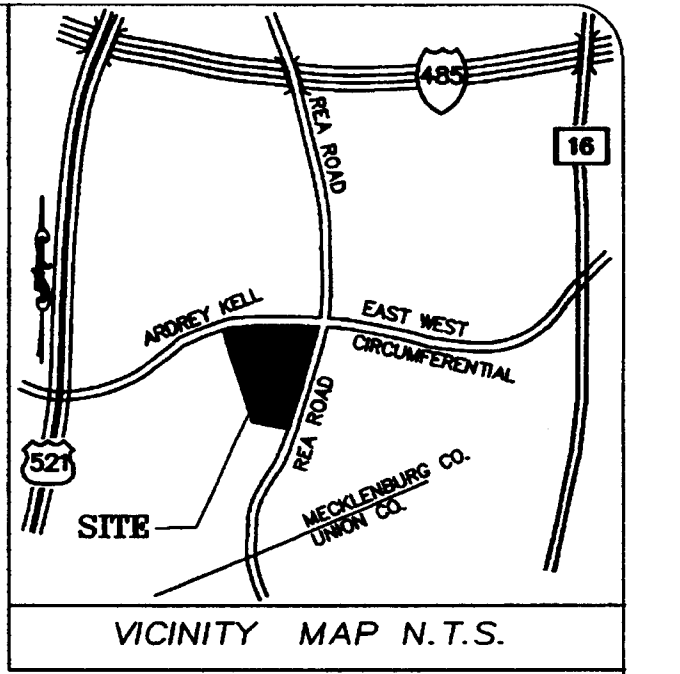 485
REA ROAD
16
ARDREY KELL
EAST WEST
CIRCUMFERENTIAL
REA ROAD
521
MECKLENBURG CO.
UNION CO.
SITE
VICINITY MAP N.T.S.